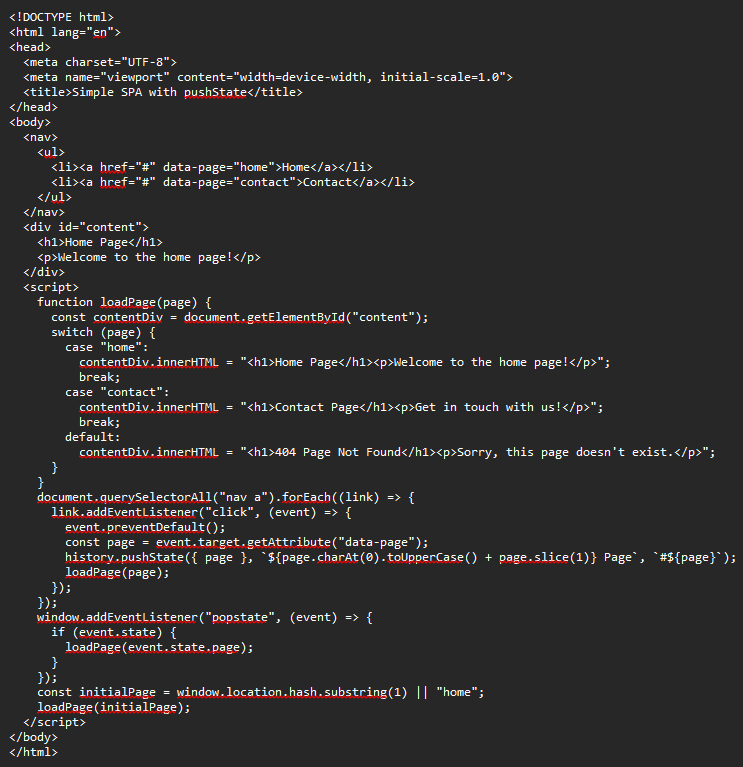 <!DOCTYPE html>
<html lang="en">
<head>
  <meta charset="UTF-8">
  <meta name="viewport" content="width=device-width, initial-scale=1.0">
  <title>Simple SPA with pushState</title>
</head>
<body>
  <nav>
    <ul>
      <li><a href="#" data-page="home">Home</a></li>
      <li><a href="#" data-page="contact">Contact</a></li>
    </ul>
  </nav>
  <div id="content">
    <h1>Home Page</h1>
    <p>Welcome to the home page!</p>
  </div>
  <script>
    function loadPage(page) {
      const contentDiv = document.getElementById("content");
      switch (page) {
        case "home":
          contentDiv.innerHTML = "<h1>Home Page</h1><p>Welcome to the home page!</p>";
          break;
        case "contact":
          contentDiv.innerHTML = "<h1>Contact Page</h1><p>Get in touch with us!</p>";
          break;
        default:
          contentDiv.innerHTML = "<h1>404 Page Not Found</h1><p>Sorry, this page doesn't exist.</p>";
      }
    }
    document.querySelectorAll("nav a").forEach((link) => {
      link.addEventListener("click", (event) => {
        event.preventDefault();
        const page = event.target.getAttribute("data-page");
        history.pushState({ page }, `${page.charAt(0).toUpperCase() + page.slice(1)} Page`, `#${page}`);
        loadPage(page);
      });
    });
    window.addEventListener("popstate", (event) => {
      if (event.state) {
        loadPage(event.state.page);
      }
    });
    const initialPage = window.location.hash.substring(1) || "home";
    loadPage(initialPage);
  </script>
</body>
</html>